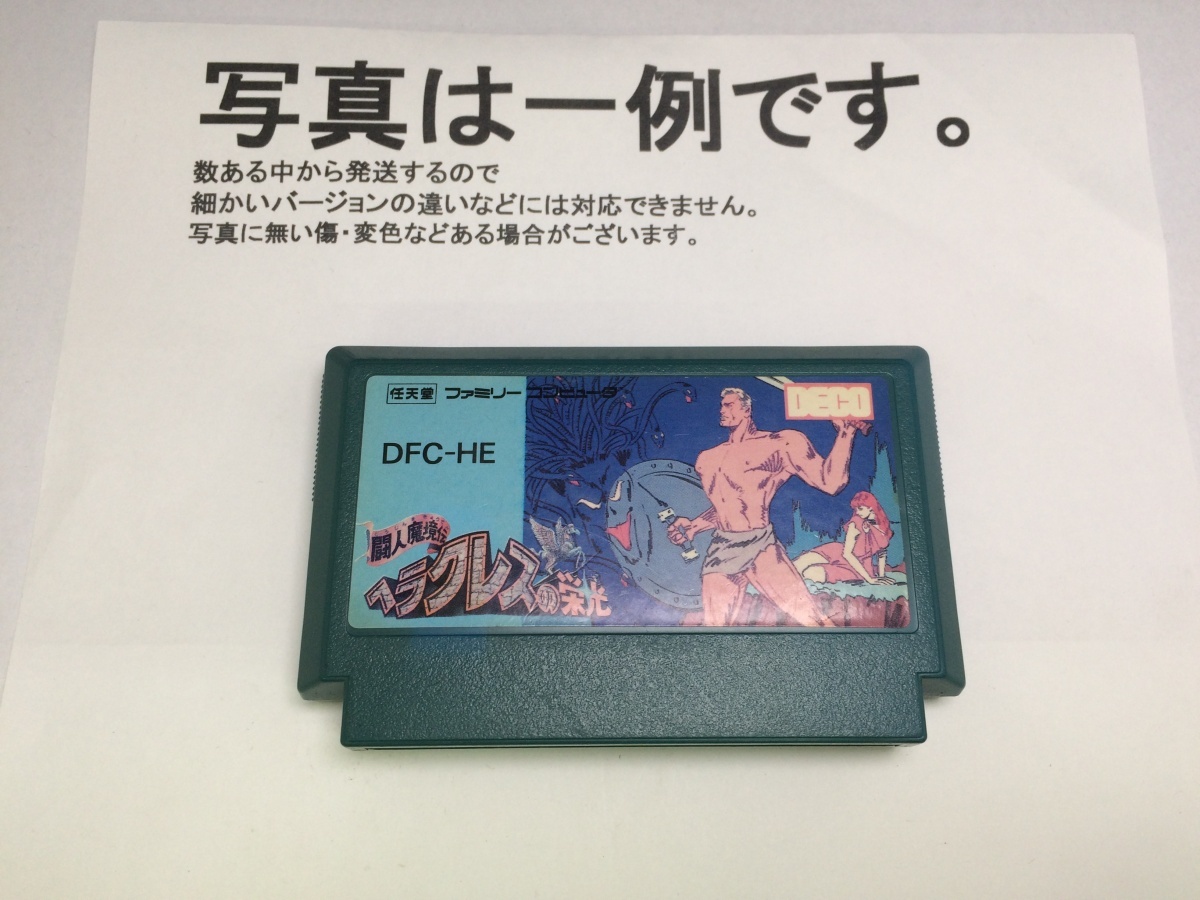 写真は一例です。
数ある中から発送するので
細かいバージョンの違いなどには対応できません。
写真に無い傷・変色などある場合がございます。
任天堂 ファミリーコンピュータ
DECO
DFC-HE
闘人魔境伝
ヘラクレスの栄光